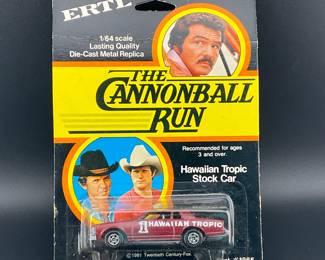 ERTL
1/64 scale
Lasting Quality
Die-Cast Metal Replica
THE
CANNONBALL
RUN
Recommended for ages
3 and over.
Hawaiian Tropic
Stock Car
HAWAIIAN TROPIC
©1981 Twentieth Century-Fox